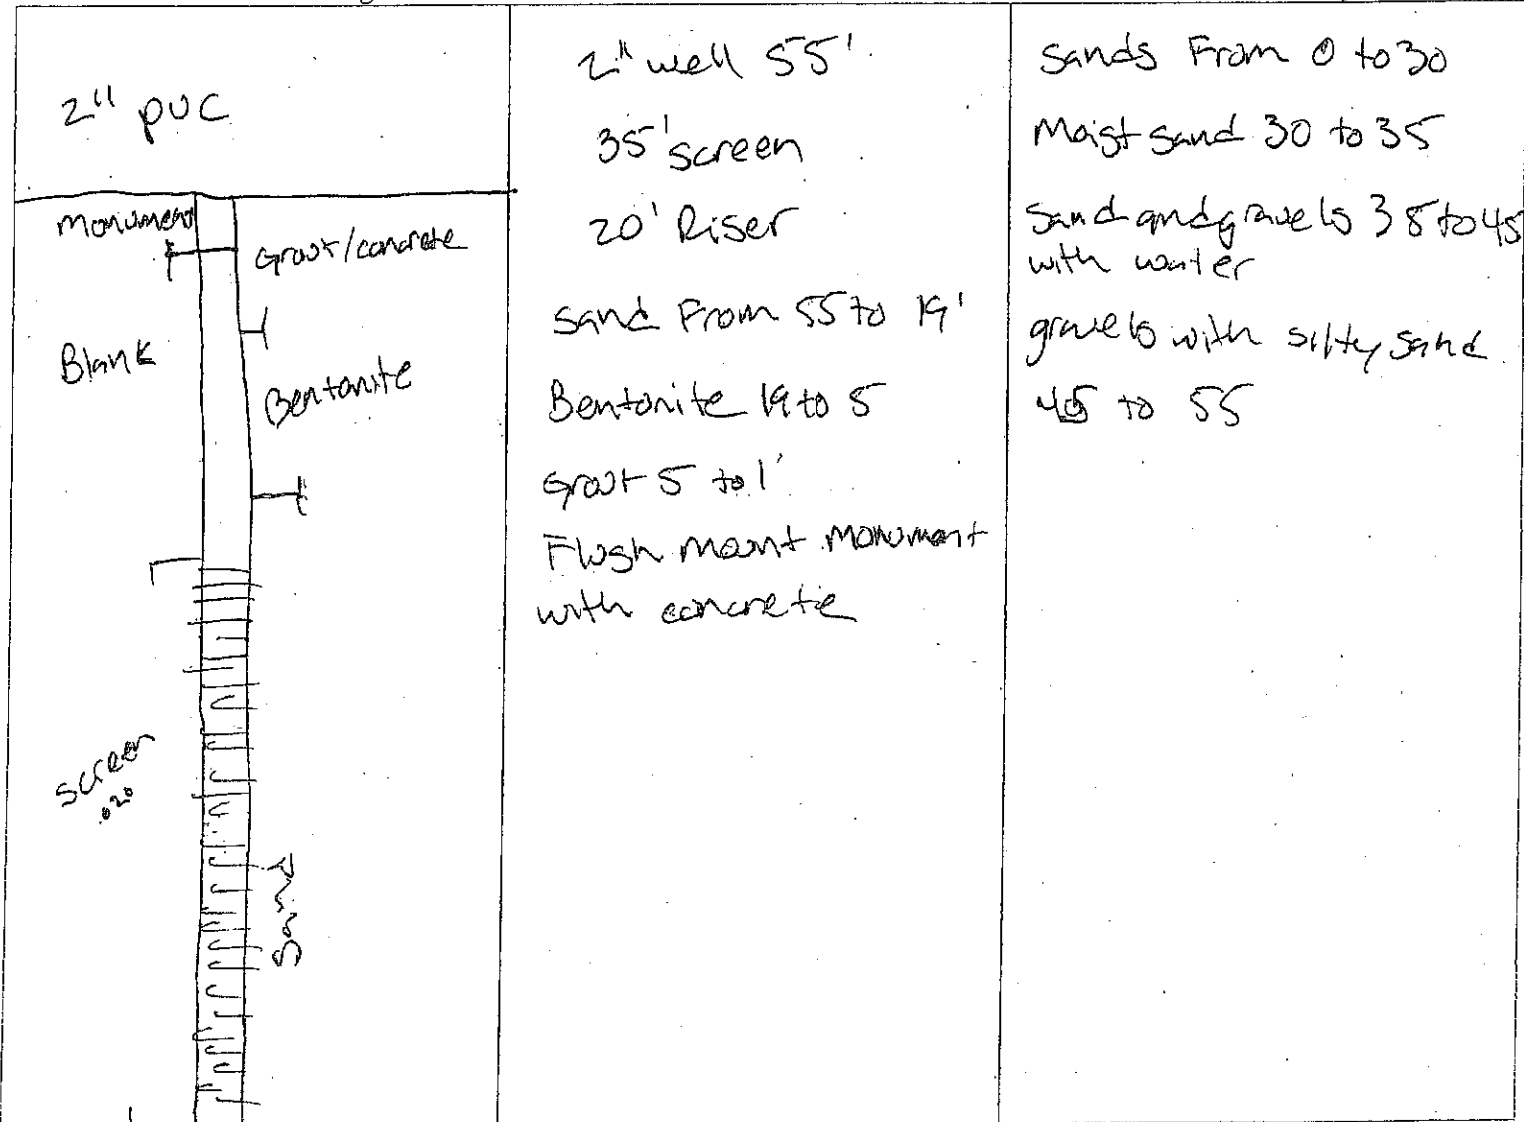 2" PVC
Monument
Grout/concrete
Blank
Bentonite
screen
.020
Sand
2" well 55'
35' screen
20' Riser
sand From 55 to 19'
Bentonite 19 to 5
Grout 5 to 1'
Flush mount Monument
with concrete
sands From 0 to 30
Moist sand 30 to 35
Sand and gravels 35 to 45
with water
gravels with silty sand
45 to 55